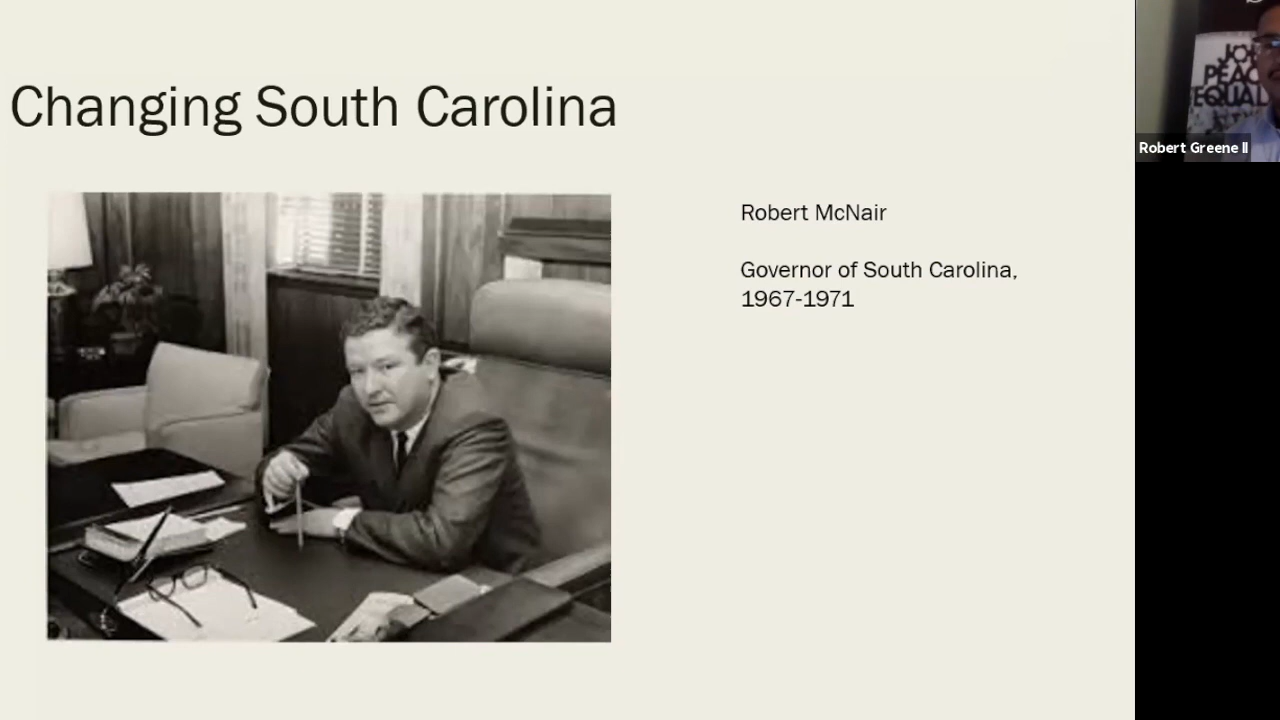 Changing South Carolina
Robert McNair
Governor of South Carolina,
1967-1971
Robert Greene II